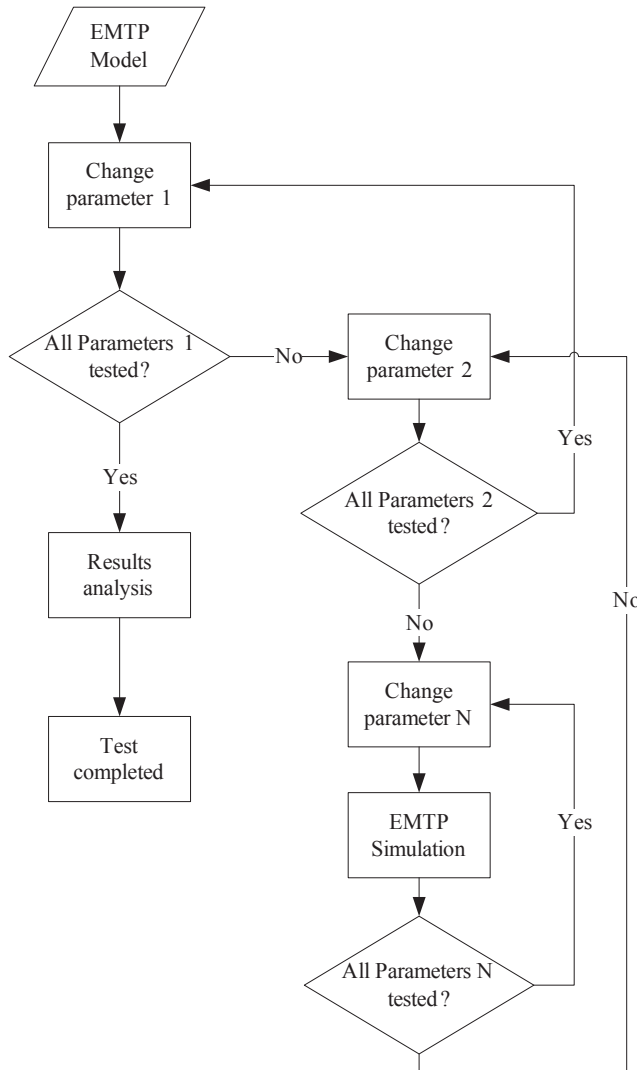 EMTP
Model
Change
parameter 1
All Parameters 1
tested?
No
Change
parameter 2
Yes
Yes
All Parameters 2
tested?
Results
analysis
No
No
Change
parameter N
Test
completed
EMTP
Simulation
Yes
All Parameters N
tested?